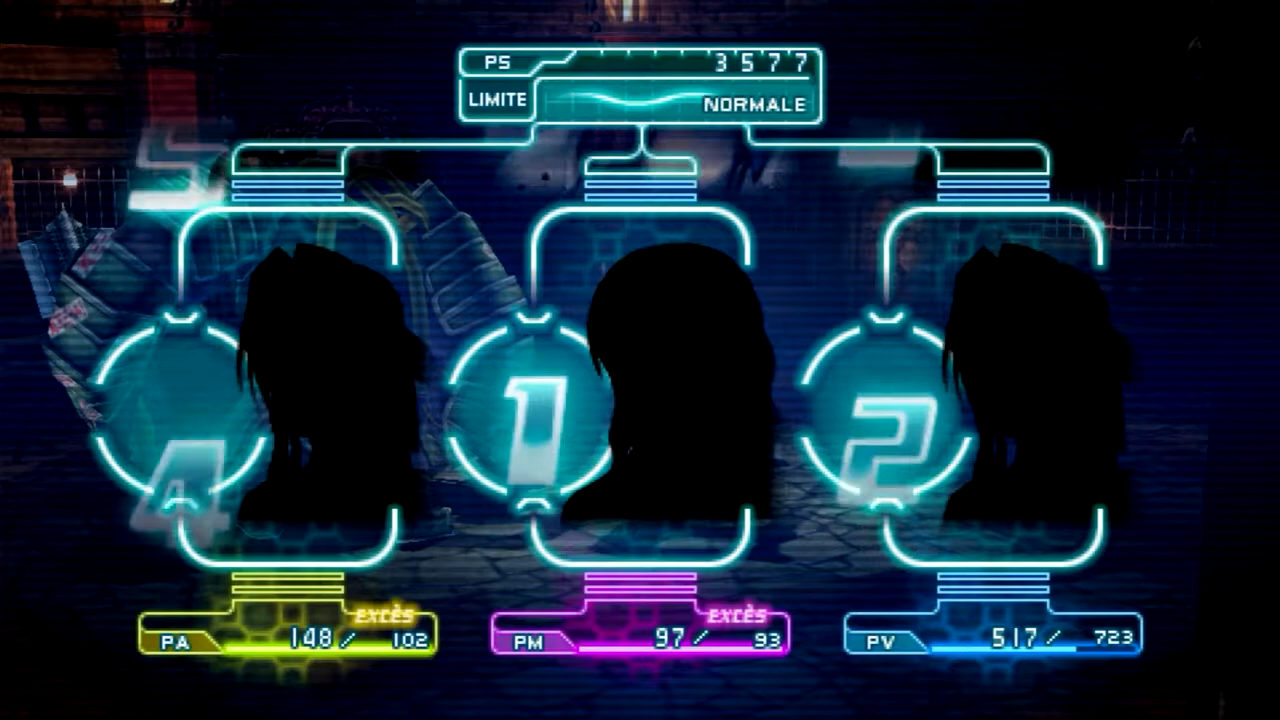 PS 3577
LIMITE NORMALE
4 1 2
EXCÈS EXCÈS
PA 148/102 PM 97/93 PV 517/723